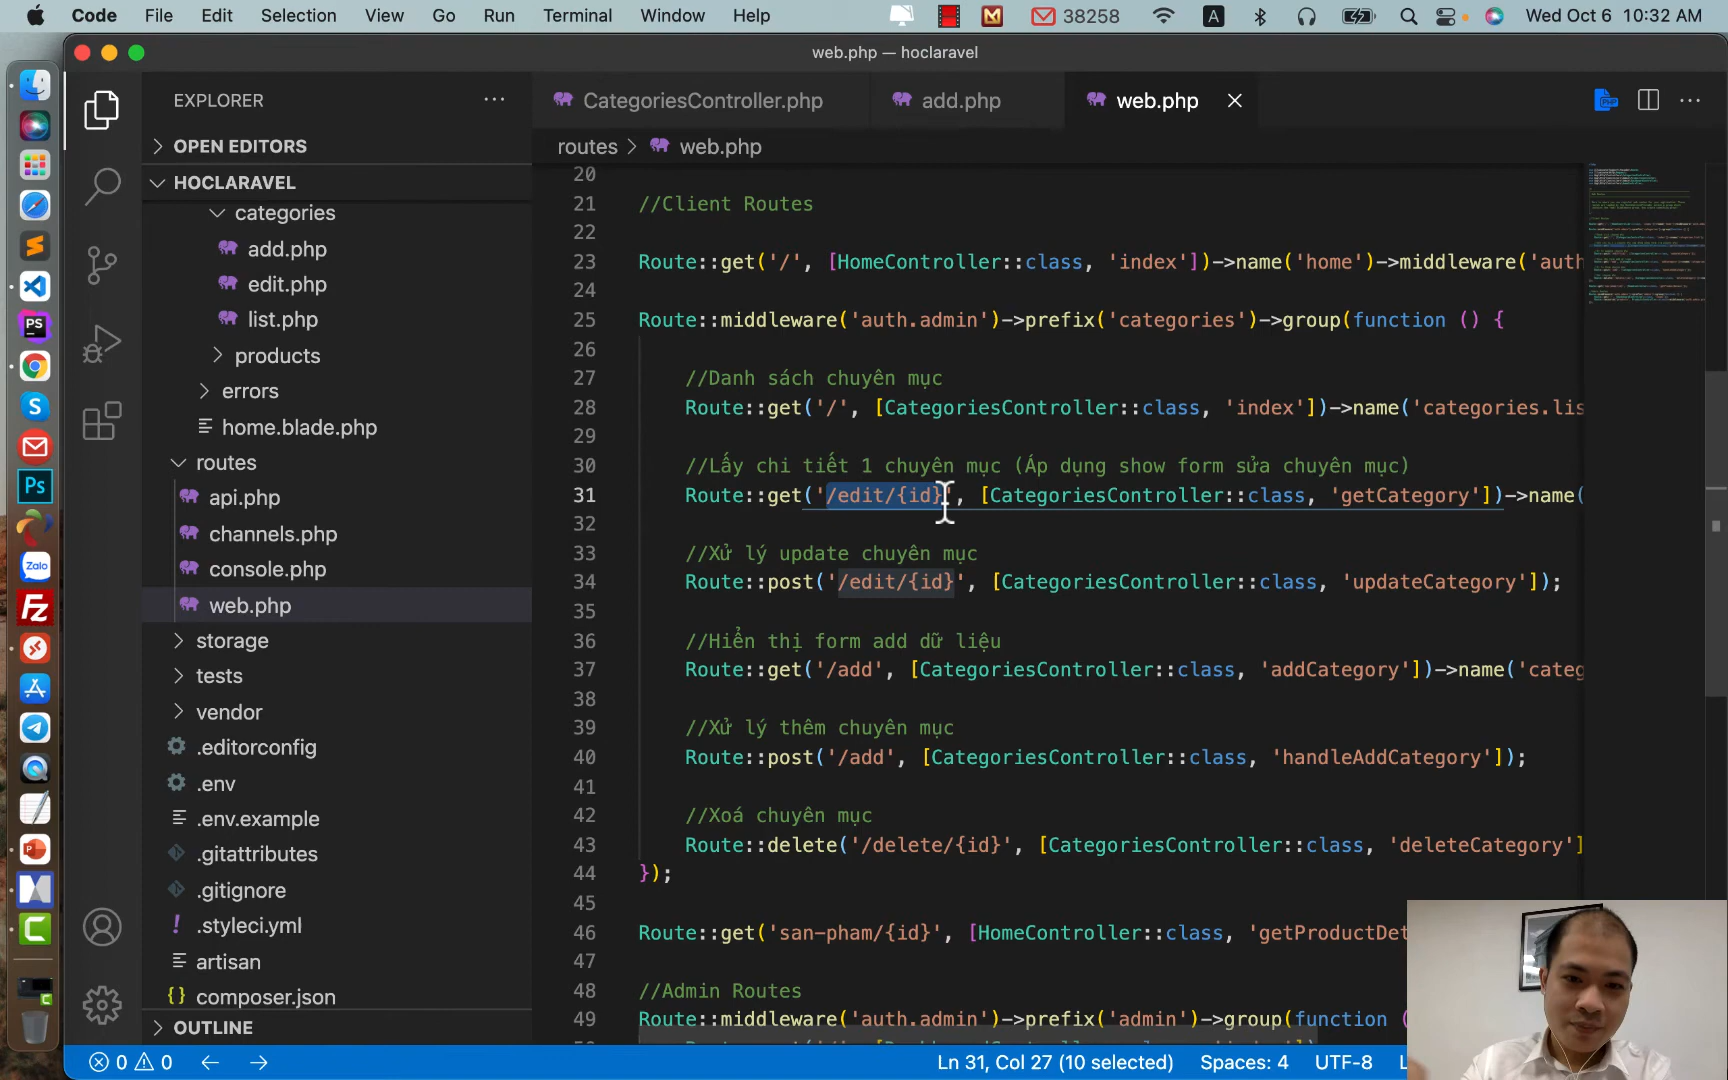 Code File Edit Selection View Go Run Terminal Window Help 38258 A Wed Oct 6 10:32 AM
web.php — hoclaravel
EXPLORER
CategoriesController.php add.php web.php
OPEN EDITORS
routes > web.php
HOCLARAVEL
categories
add.php
edit.php
list.php
products
errors
home.blade.php
routes
api.php
channels.php
console.php
web.php
storage
tests
vendor
.editorconfig
.env
.env.example
.gitattributes
.gitignore
.styleci.yml
artisan
composer.json
OUTLINE
20
21 //Client Routes
22
23 Route::get('/', [HomeController::class, 'index'])->name('home')->middleware('auth
24
25 Route::middleware('auth.admin')->prefix('categories')->group(function () {
26
27 //Danh sách chuyên mục
28 Route::get('/', [CategoriesController::class, 'index'])->name('categories.lis
29
30 //Lấy chi tiết 1 chuyên mục (Áp dụng show form sửa chuyên mục)
31 Route::get('/edit/{id}', [CategoriesController::class, 'getCategory'])->name(
32
33 //Xử lý update chuyên mục
34 Route::post('/edit/{id}', [CategoriesController::class, 'updateCategory']);
35
36 //Hiển thị form add dữ liệu
37 Route::get('/add', [CategoriesController::class, 'addCategory'])->name('categ
38
39 //Xử lý thêm chuyên mục
40 Route::post('/add', [CategoriesController::class, 'handleAddCategory']);
41
42 //Xoá chuyên mục
43 Route::delete('/delete/{id}', [CategoriesController::class, 'deleteCategory']
44 });
45
46 Route::get('san-pham/{id}', [HomeController::class, 'getProductDet
47
48 //Admin Routes
49 Route::middleware('auth.admin')->prefix('admin')->group(function (
0 0 Ln 31, Col 27 (10 selected) Spaces: 4 UTF-8 L
PS
S
Ps
Zalo
Fz